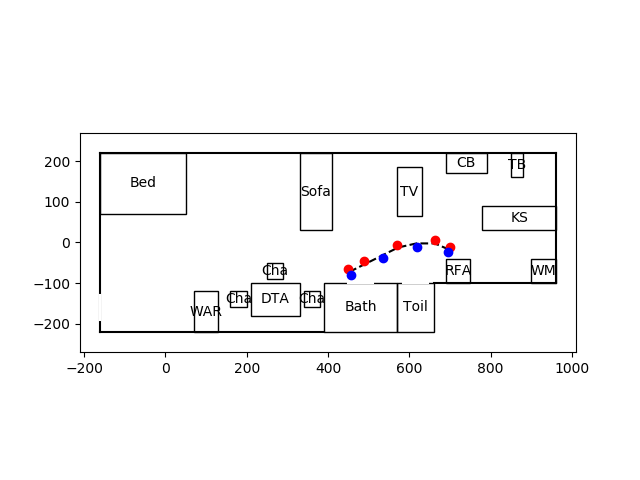 200
100
0
−100
−200
Bed
Sofa
TV
CB
TB
KS
Cha
Cha
DTA
Cha
WAR
Bath
Toil
RFA
WM
−200
0
200
400
600
800
1000